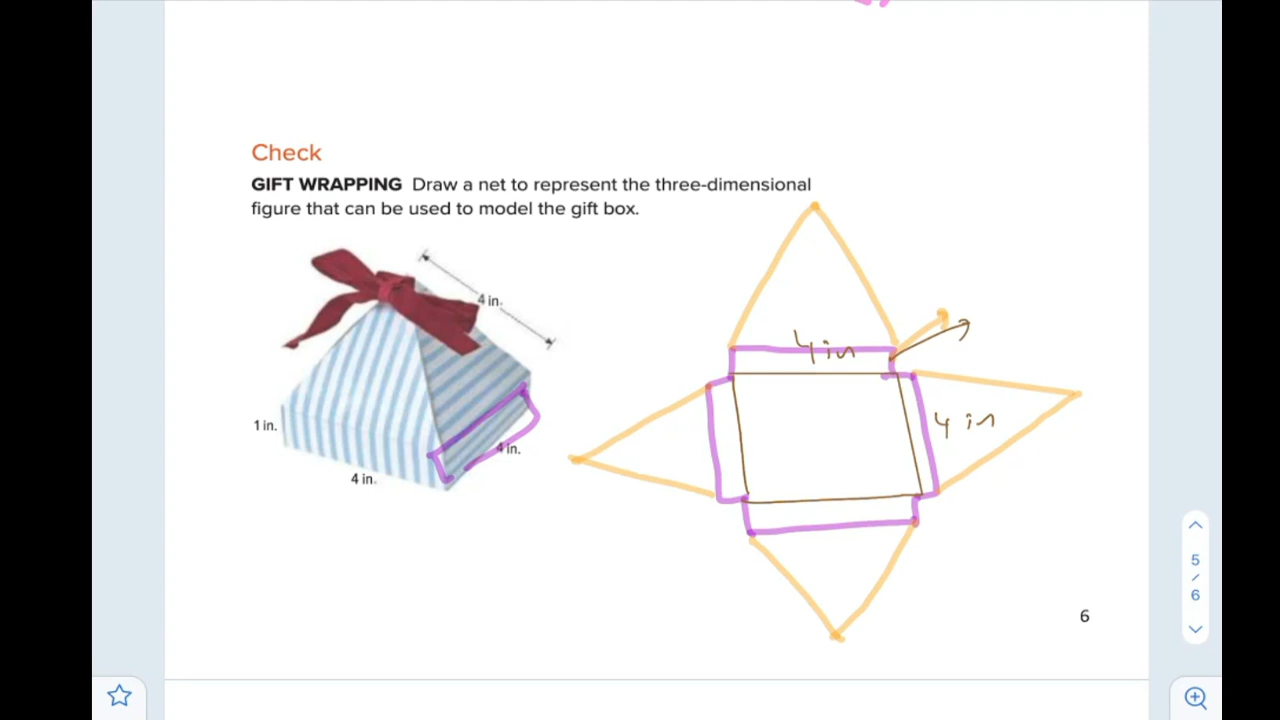 Check
GIFT WRAPPING Draw a net to represent the three-dimensional
figure that can be used to model the gift box.
4 in.
4 in
1 in.
4 in
4 in.
4 in.
5
/
6
6